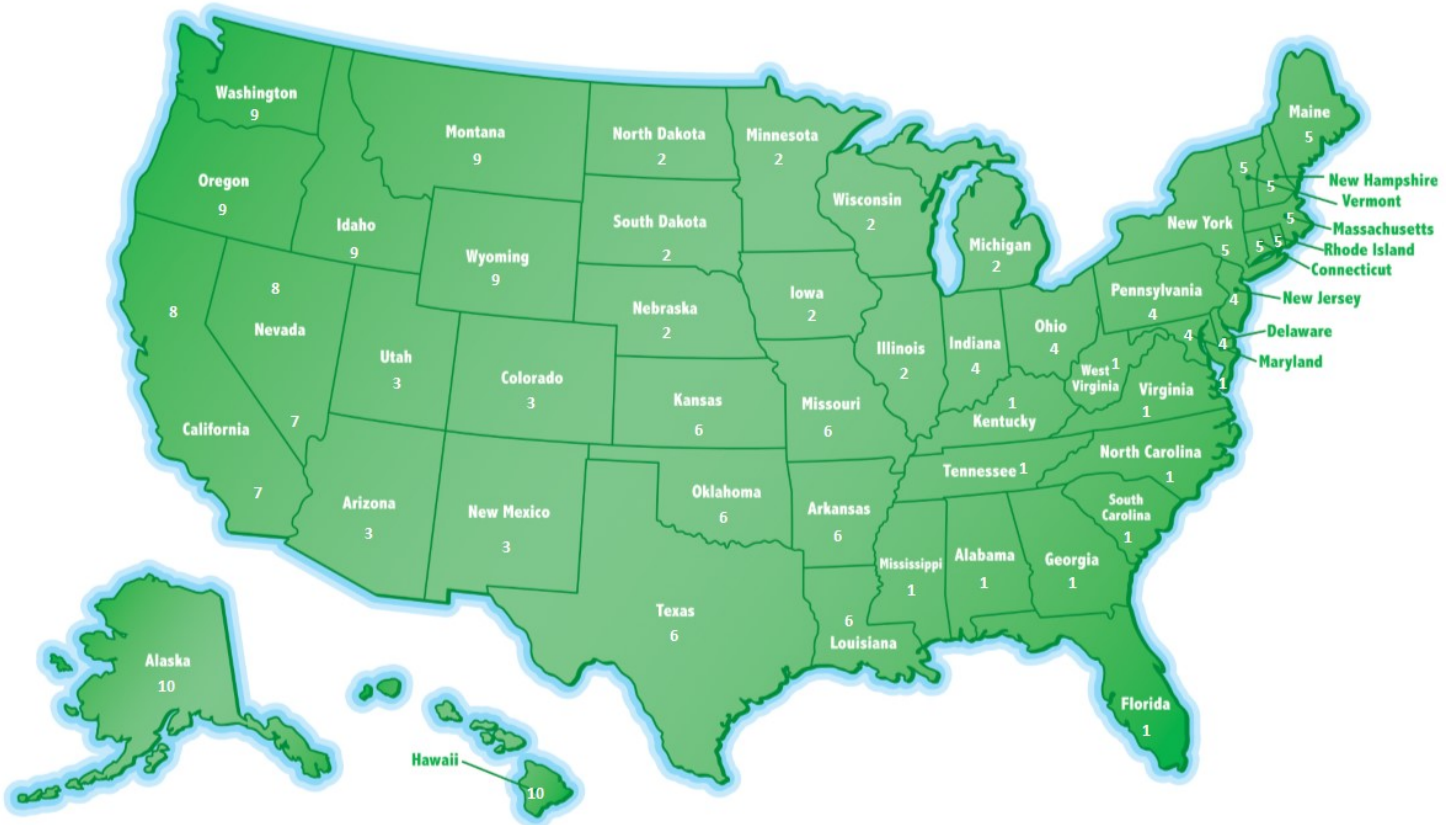 Washington
9
Montana
9
North Dakota
2
Minnesota
2
Maine
5
Oregon
9
Idaho
9
Wyoming
9
South Dakota
2
Wisconsin
2
Michigan
2
New York
5
5
5
New Hampshire
Vermont
5
Massachusetts
5
5
Rhode Island
Connecticut
8
8
Nevada
7
California
7
Utah
3
Colorado
3
Nebraska
2
Iowa
2
Illinois
2
Indiana
4
Ohio
4
Pennsylvania
4
4
New Jersey
4
Delaware
4
Maryland
1
Kansas
6
Missouri
6
1
Kentucky
West 1
Virginia
Virginia
1
Arizona
3
New Mexico
3
Oklahoma
6
Arkansas
6
Tennessee 1
North Carolina
1
South
Carolina
1
Mississippi
1
Alabama
1
Georgia
1
Texas
6
6
Louisiana
Florida
1
Alaska
10
Hawaii
10